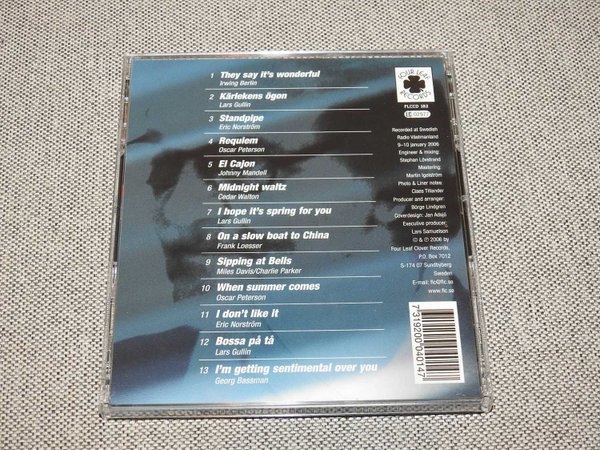 1 They say it's wonderful
Irwing Berlin
2 Kärlekens ögon
Lars Gullin
3 Standpipe
Eric Norström
4 Requiem
Oscar Peterson
5 El Cajon
Johnny Mandell
6 Midnight waltz
Cedar Walton
7 I hope it's spring for you
Lars Gullin
8 On a slow boat to China
Frank Loesser
9 Sipping at Bells
Miles Davis/Charlie Parker
10 When summer comes
Oscar Peterson
11 I don't like it
Eric Norström
12 Bossa på tå
Lars Gullin
13 I'm getting sentimental over you
Georg Bassman
FOUR LEAF
RECORDS
FLCCD
Recorded at Swedish
Radio Västmanland
9–10 january 2006
Engineer & mixing:
Stephan Lövstrand
Mastering:
Martin Igelström
Photo & Liner notes:
Claes Tillander
Producer and arranger:
Börge Lindgren
Coverdesign: Jan Adsjö
Executive producer:
Lars Samuelson
© & ℗ 2006 by
Four Leaf Clover Records,
P.O. Box 7012
S-174 07 Sundbyberg
Sweden
E-mail: flc@flc.se
www.flc.se
7319200040147